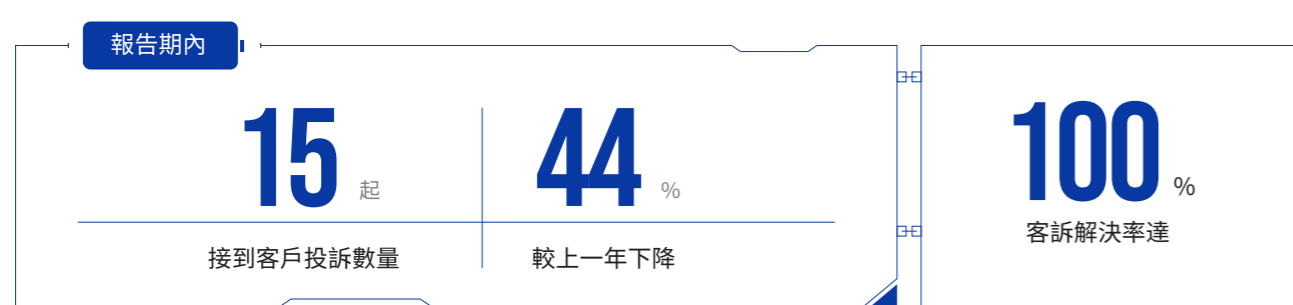 報告期內
15 起
接到客戶投訴數量
44 %
較上一年下降
100 %
客訴解決率達